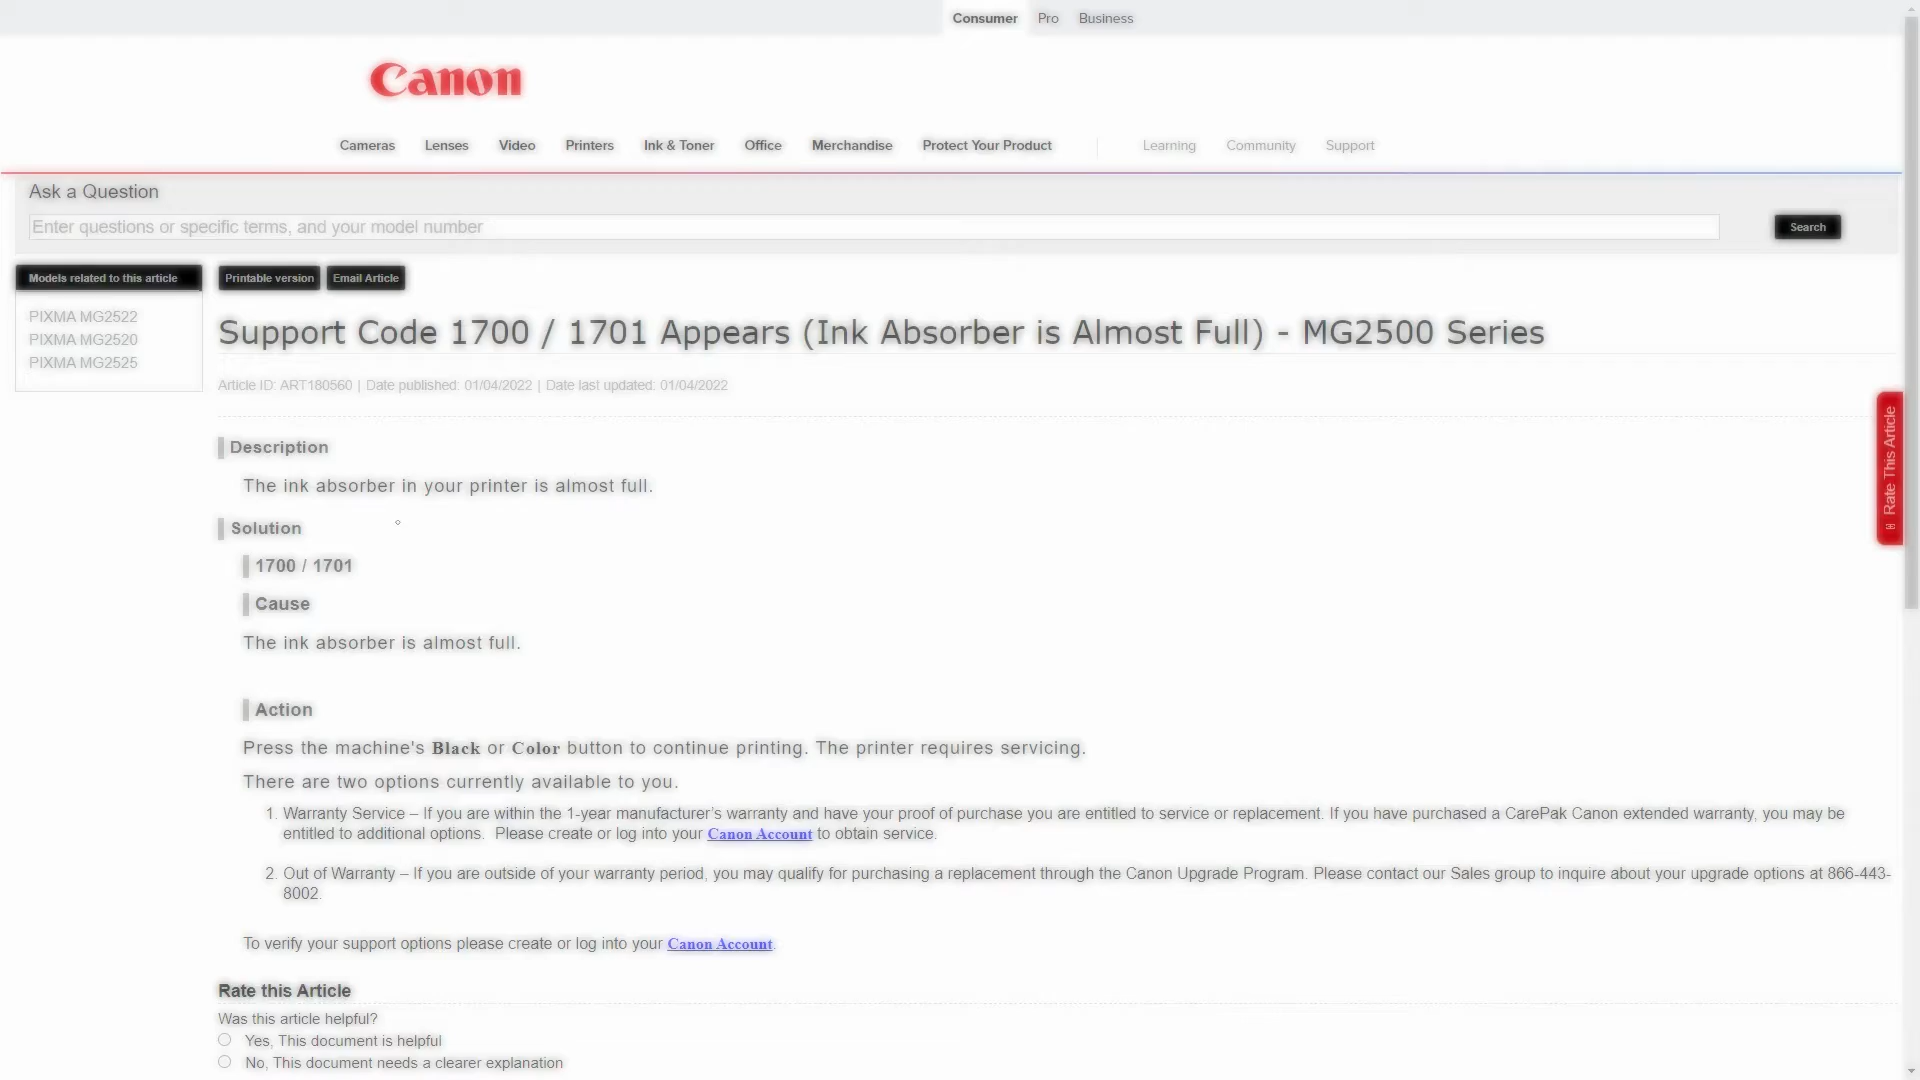 Consumer Pro Business
Canon
Cameras Lenses Video Printers Ink & Toner Office Merchandise Protect Your Product Learning Community Support
Ask a Question
Enter questions or specific terms, and your model number
Search
Models related to this article
Printable version
Email Article
PIXMA MG2522
PIXMA MG2520
PIXMA MG2525
Support Code 1700 / 1701 Appears (Ink Absorber is Almost Full) - MG2500 Series
Article ID: ART180560 | Date published: 01/04/2022 | Date last updated: 01/04/2022
Rate This Article
Description
The ink absorber in your printer is almost full.
Solution
1700 / 1701
Cause
The ink absorber is almost full.
Action
Press the machine's Black or Color button to continue printing. The printer requires servicing.
There are two options currently available to you.
1. Warranty Service – If you are within the 1-year manufacturer’s warranty and have your proof of purchase you are entitled to service or replacement. If you have purchased a CarePak Canon extended warranty, you may be
entitled to additional options.  Please create or log into your Canon Account to obtain service.
2. Out of Warranty – If you are outside of your warranty period, you may qualify for purchasing a replacement through the Canon Upgrade Program. Please contact our Sales group to inquire about your upgrade options at 866-443-
8002.
To verify your support options please create or log into your Canon Account.
Rate this Article
Was this article helpful?
Yes, This document is helpful
No, This document needs a clearer explanation